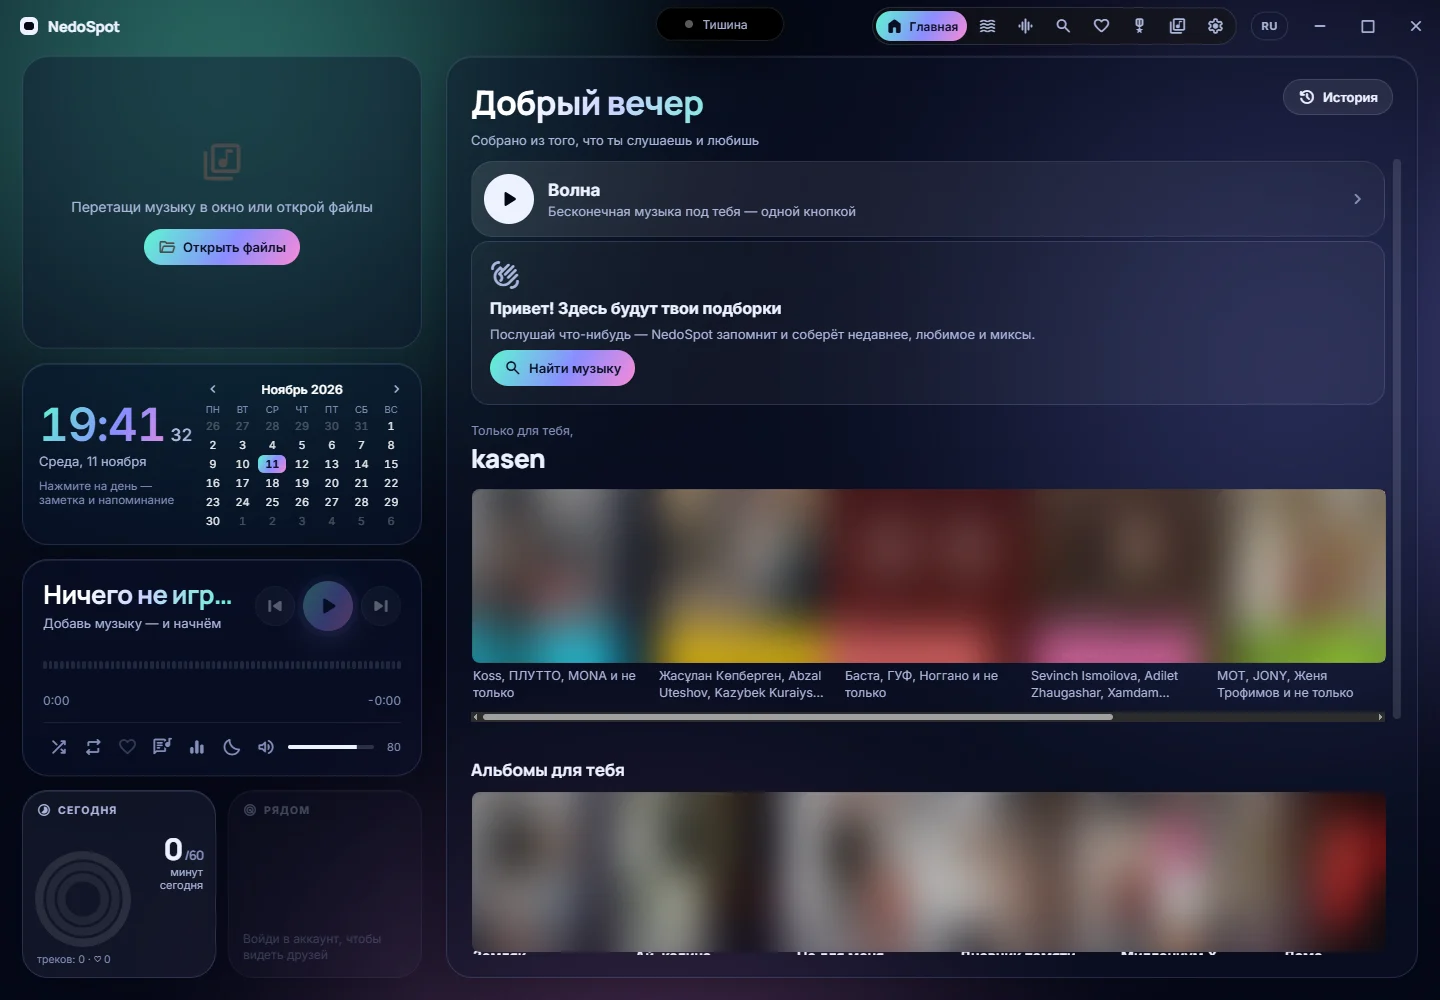 NedoSpot
Тишина
Главная
RU
Перетащи музыку в окно или открой файлы
Открыть файлы
19:41 32
Среда, 11 ноября
Нажмите на день —
заметка и напоминание
Ноябрь 2026
ПН ВТ СР ЧТ ПТ СБ ВС
26 27 28 29 30 31 1
2 3 4 5 6 7 8
9 10 11 12 13 14 15
16 17 18 19 20 21 22
23 24 25 26 27 28 29
30 1 2 3 4 5 6
Ничего не игр...
Добавь музыку — и начнём
0:00 -0:00
80
СЕГОДНЯ
0/60
минут
сегодня
треков: 0 · ♡ 0
РЯДОМ
Войди в аккаунт, чтобы
видеть друзей
Добрый вечер
История
Собрано из того, что ты слушаешь и любишь
Волна
Бесконечная музыка под тебя — одной кнопкой
Привет! Здесь будут твои подборки
Послушай что-нибудь — NedoSpot запомнит и соберёт недавнее, любимое и миксы.
Найти музыку
Только для тебя,
kasen
Koss, ПЛУТТО, MONA и не
только
Жасұлан Көпберген, Abzal
Uteshov, Kazybek Kuraiys...
Баста, ГУФ, Ноггано и не
только
Sevinch Ismoilova, Adilet
Zhaugashar, Xamdam...
МОТ, JONY, Женя
Трофимов и не только
Альбомы для тебя